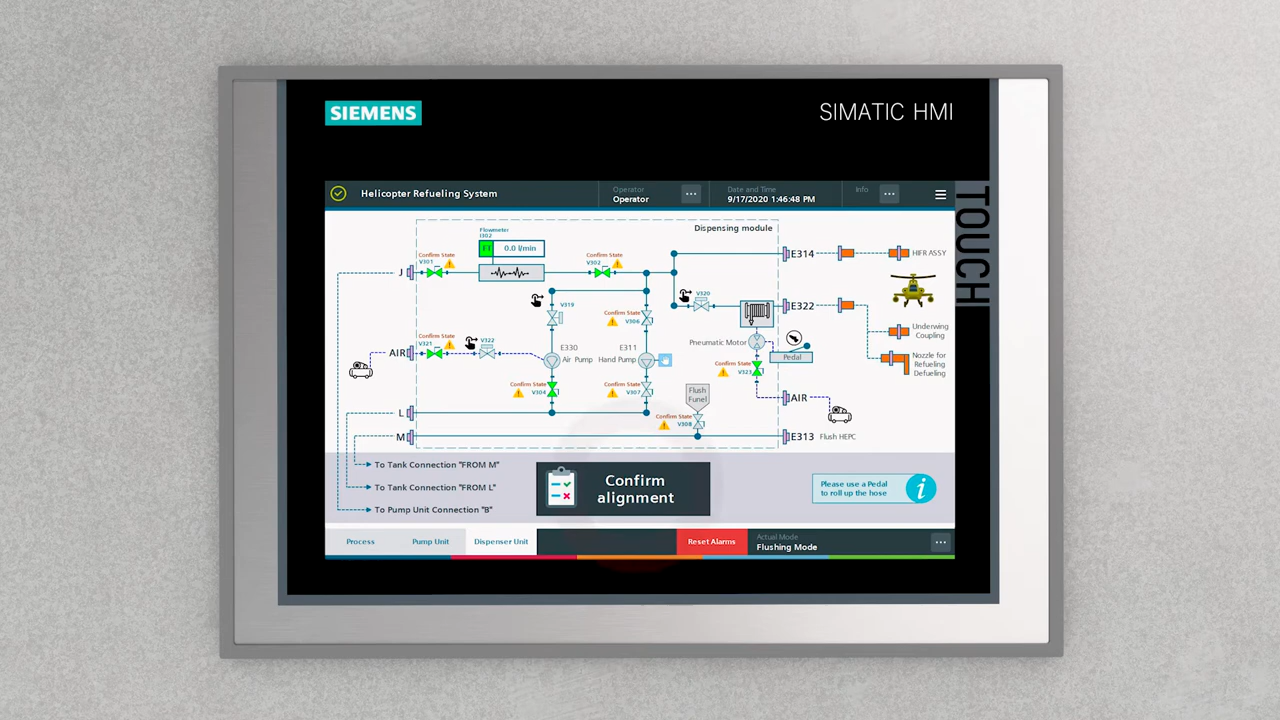 SIEMENS
SIMATIC HMI
TOUCH
Helicopter Refueling System
Operator
Operator
Date and Time
9/17/2020 1:46:48 PM
Info
Dispensing module
Flowmeter
I302
0.0 l/min
Confirm State
V301
Confirm State
V302
J
E314
HIFR ASSY
V319
Confirm State
V306
V320
E322
Underwing
Coupling
Confirm State
V321
V322
AIR
E330
Air Pump
E311
Hand Pump
Pneumatic Motor
Pedal
Nozzle for
Refueling
Defueling
Confirm State
V304
Confirm State
V307
Confirm State
V323
Flush
Funel
AIR
L
Confirm State
V308
M
E313
Flush HEPC
To Tank Connection "FROM M"
To Tank Connection "FROM L"
To Pump Unit Connection "B"
Confirm
alignment
Please use a Pedal
to roll up the hose
i
Process
Pump Unit
Dispenser Unit
Reset Alarms
Actual Mode
Flushing Mode